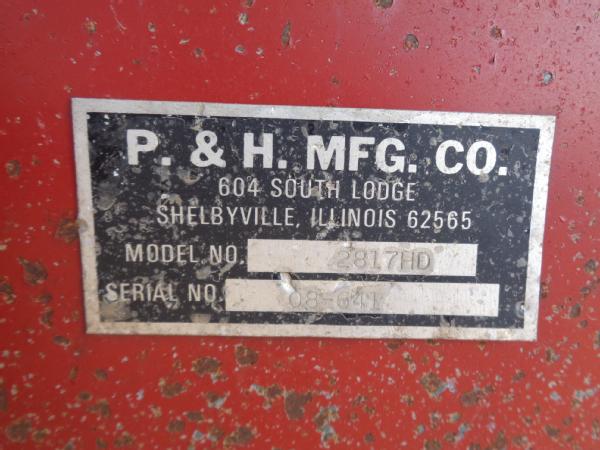 P. & H. MFG. CO.
604 SOUTH LODGE
SHELBYVILLE, ILLINOIS 62565
MODEL NO. 2817HD
SERIAL NO. 08-641